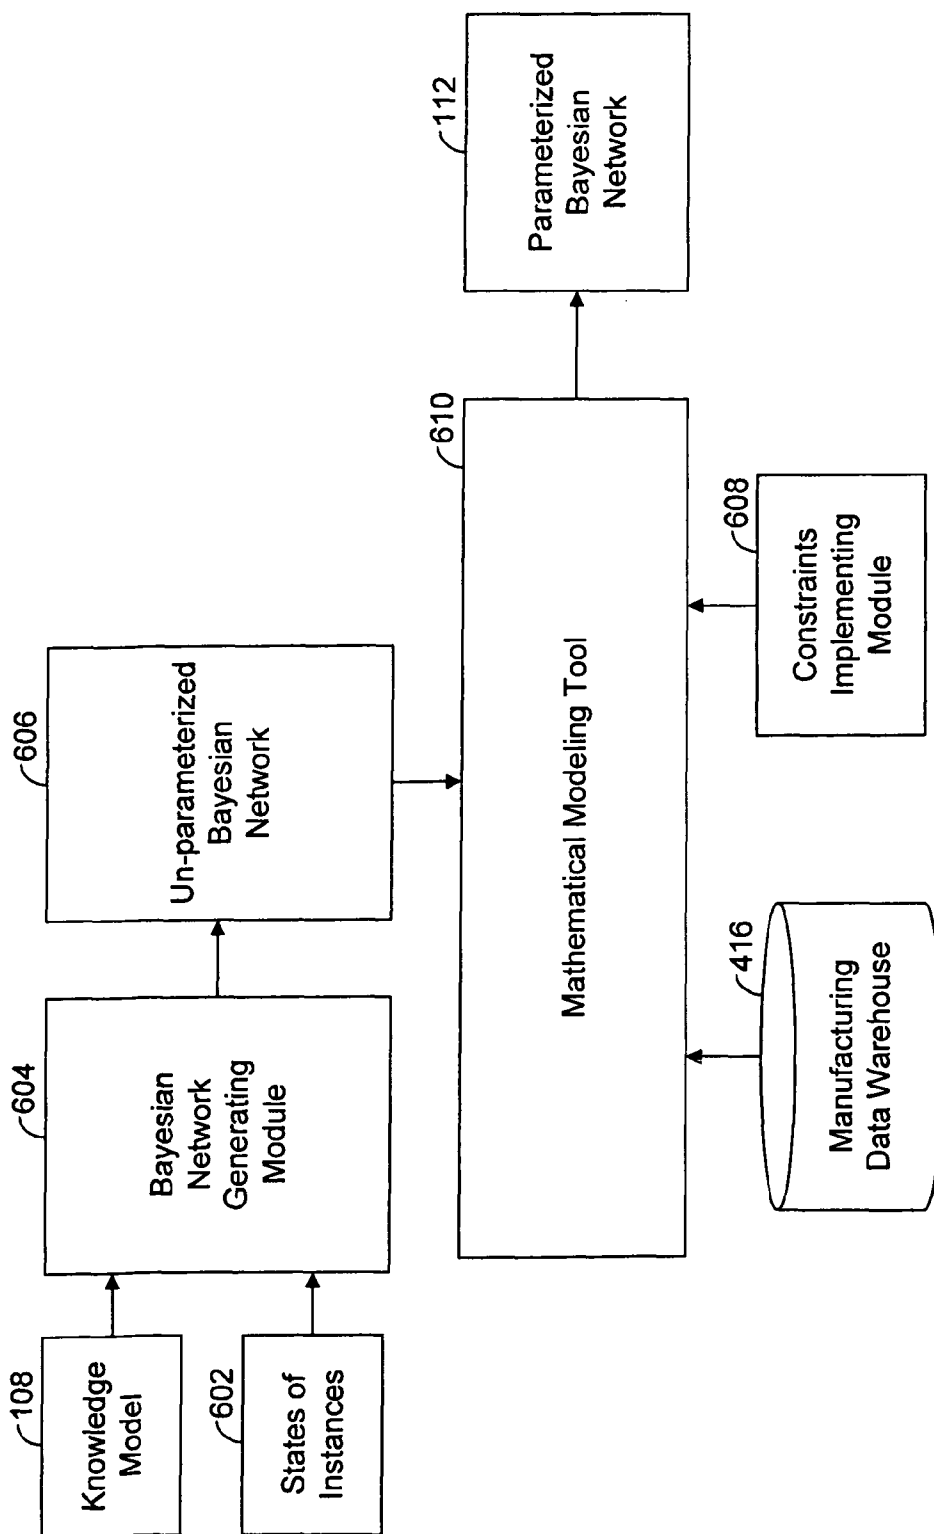 108
Knowledge
Model
602
States of
Instances
604
Bayesian
Network
Generating
Module
606
Un-parameterized
Bayesian
Network
610
Mathematical Modeling Tool
416
Manufacturing
Data Warehouse
608
Constraints
Implementing
Module
112
Parameterized
Bayesian
Network